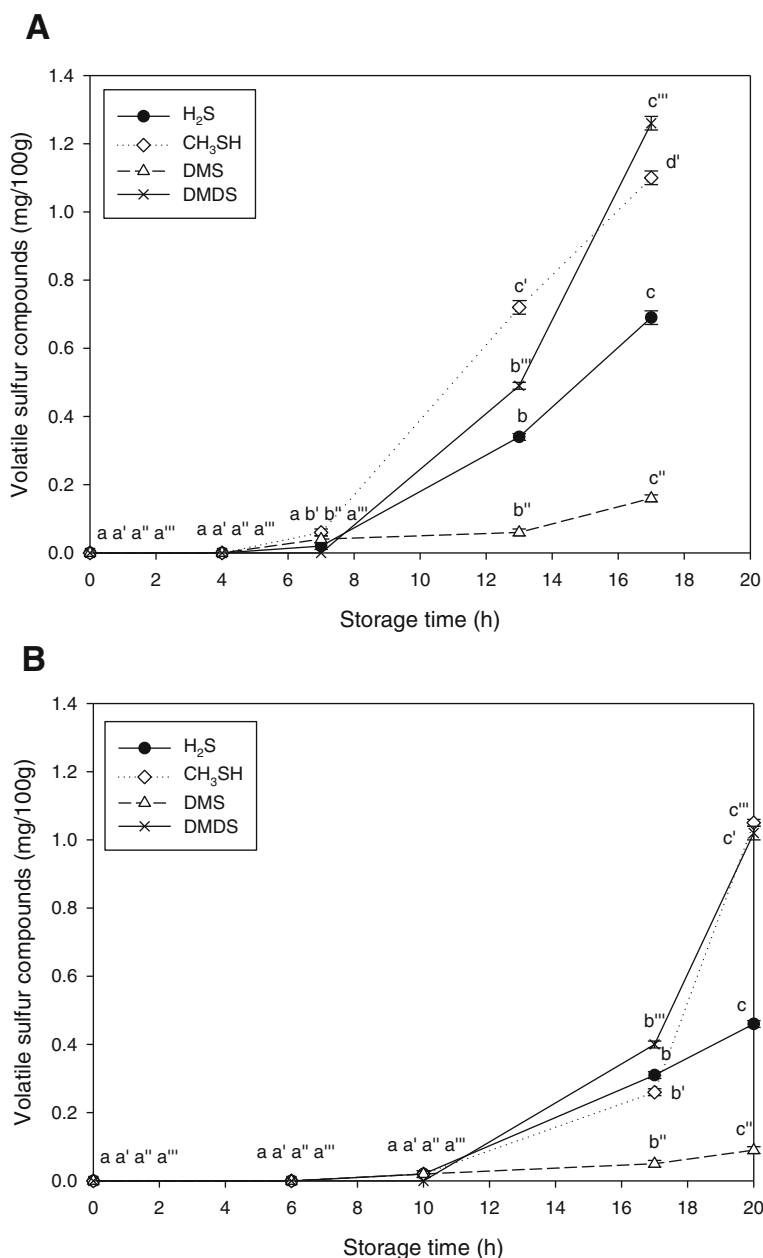 A
1.4
1.2
1.0
0.8
0.6
0.4
0.2
0.0
Volatile sulfur compounds (mg/100g)
H₂S
CH₃SH
DMS
DMDS
c'''
d'
c
c'
b'''
b
c''
b''
a b' b'' a'''
a a' a'' a'''
a a' a'' a'''
0 2 4 6 8 10 12 14 16 18 20
Storage time (h)
B
1.4
1.2
1.0
0.8
0.6
0.4
0.2
0.0
Volatile sulfur compounds (mg/100g)
H₂S
CH₃SH
DMS
DMDS
c'''
c'
c
b'''
b
b'
c''
b''
a a' a'' a'''
a a' a'' a'''
a a' a'' a'''
0 2 4 6 8 10 12 14 16 18 20
Storage time (h)